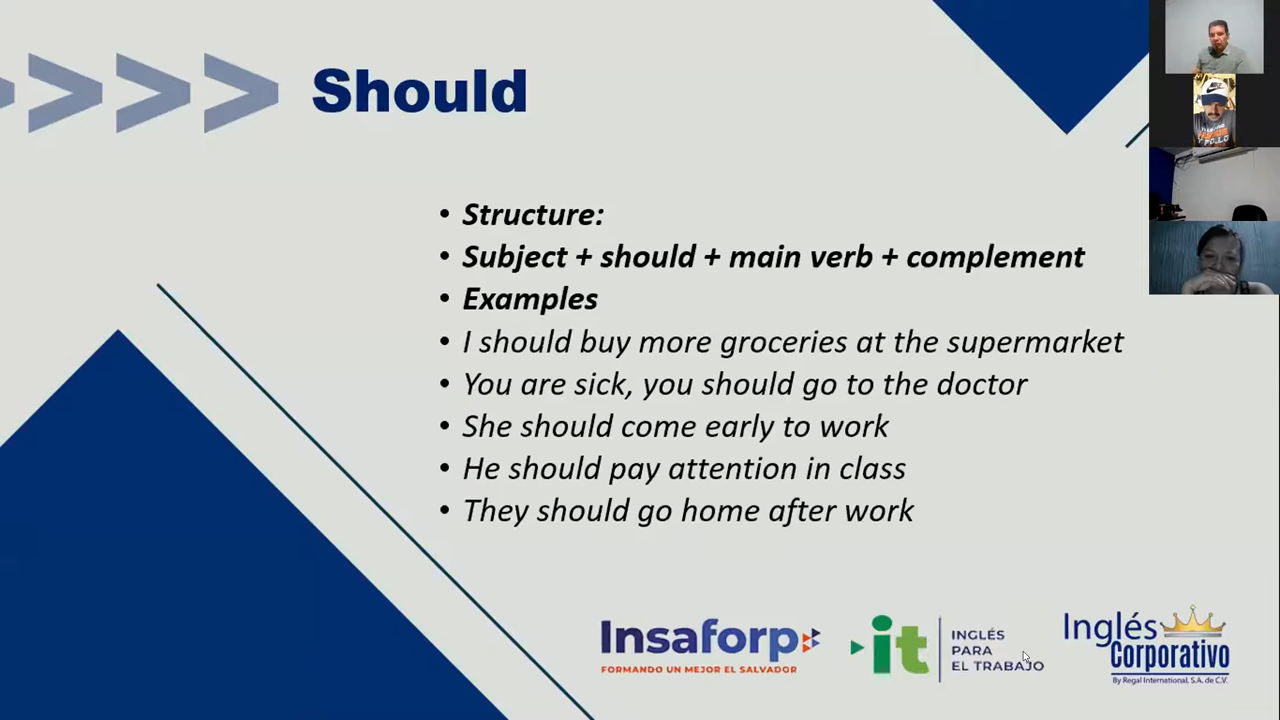 Should
• Structure:
• Subject + should + main verb + complement
• Examples
• I should buy more groceries at the supermarket
• You are sick, you should go to the doctor
• She should come early to work
• He should pay attention in class
• They should go home after work
Insaforp
FORMANDO UN MEJOR EL SALVADOR
it
INGLÉS
PARA
EL TRABAJO
Inglés
Corporativo
By Regal International, S.A. de C.V.